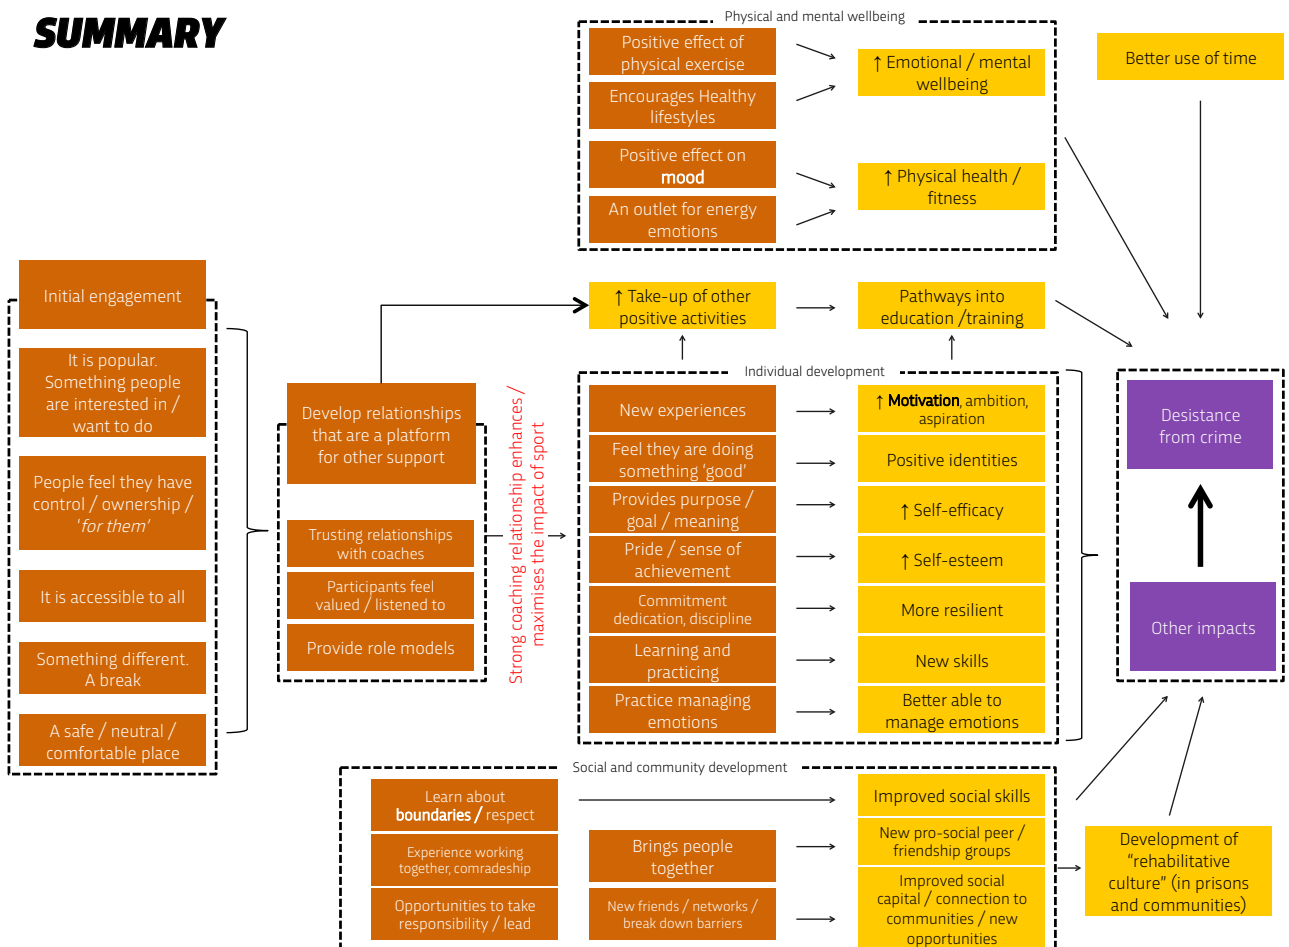 SUMMARY
Physical and mental wellbeing
Positive effect of
physical exercise
Encourages Healthy
lifestyles
Positive effect on
mood
An outlet for energy
emotions
↑ Emotional / mental
wellbeing
↑ Physical health /
fitness
Better use of time
Initial engagement
It is popular.
Something people
are interested in /
want to do
People feel they have
control / ownership /
‘for them’
It is accessible to all
Something different.
A break
A safe / neutral /
comfortable place
Develop relationships
that are a platform
for other support
Trusting relationships
with coaches
Participants feel
valued / listened to
Provide role models
Strong coaching relationship enhances /
maximises the impact of sport
↑ Take-up of other
positive activities
Pathways into
education /training
Individual development
New experiences
↑ Motivation, ambition,
aspiration
Feel they are doing
something ‘good’
Positive identities
Provides purpose /
goal / meaning
↑ Self-efficacy
Pride / sense of
achievement
↑ Self-esteem
Commitment
dedication, discipline
More resilient
Learning and
practicing
New skills
Practice managing
emotions
Better able to
manage emotions
Desistance
from crime
Other impacts
Social and community development
Learn about
boundaries / respect
Experience working
together, comradeship
Opportunities to take
responsibility / lead
Brings people
together
New friends / networks /
break down barriers
Improved social skills
New pro-social peer /
friendship groups
Improved social
capital / connection to
communities / new
opportunities
Development of
“rehabilitative
culture” (in prisons
and communities)